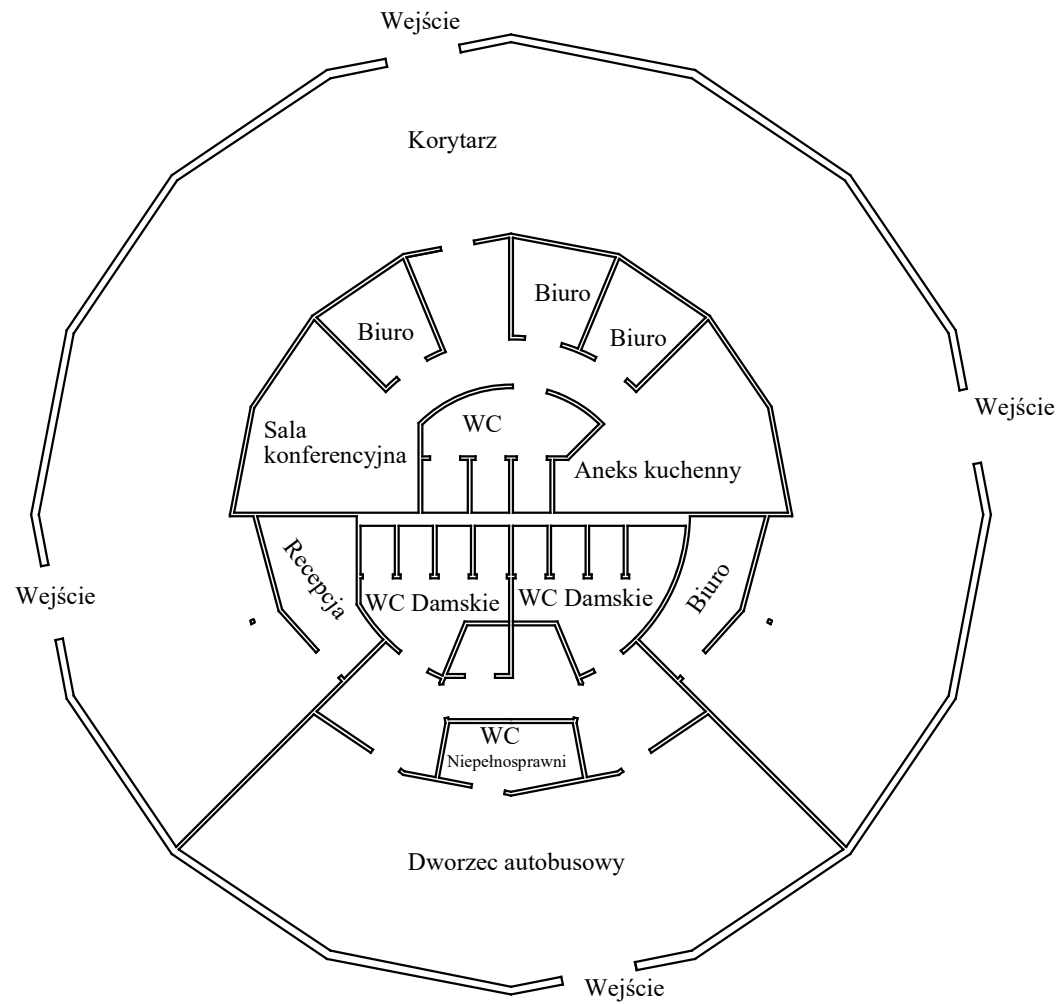 Wejście
Korytarz
Biuro
Biuro
Biuro
Wejście
WC
Sala
konferencyjna
Aneks kuchenny
Recepcja
Biuro
Wejście
WC Damskie
WC Damskie
WC
Niepełnosprawni
Dworzec autobusowy
Wejście